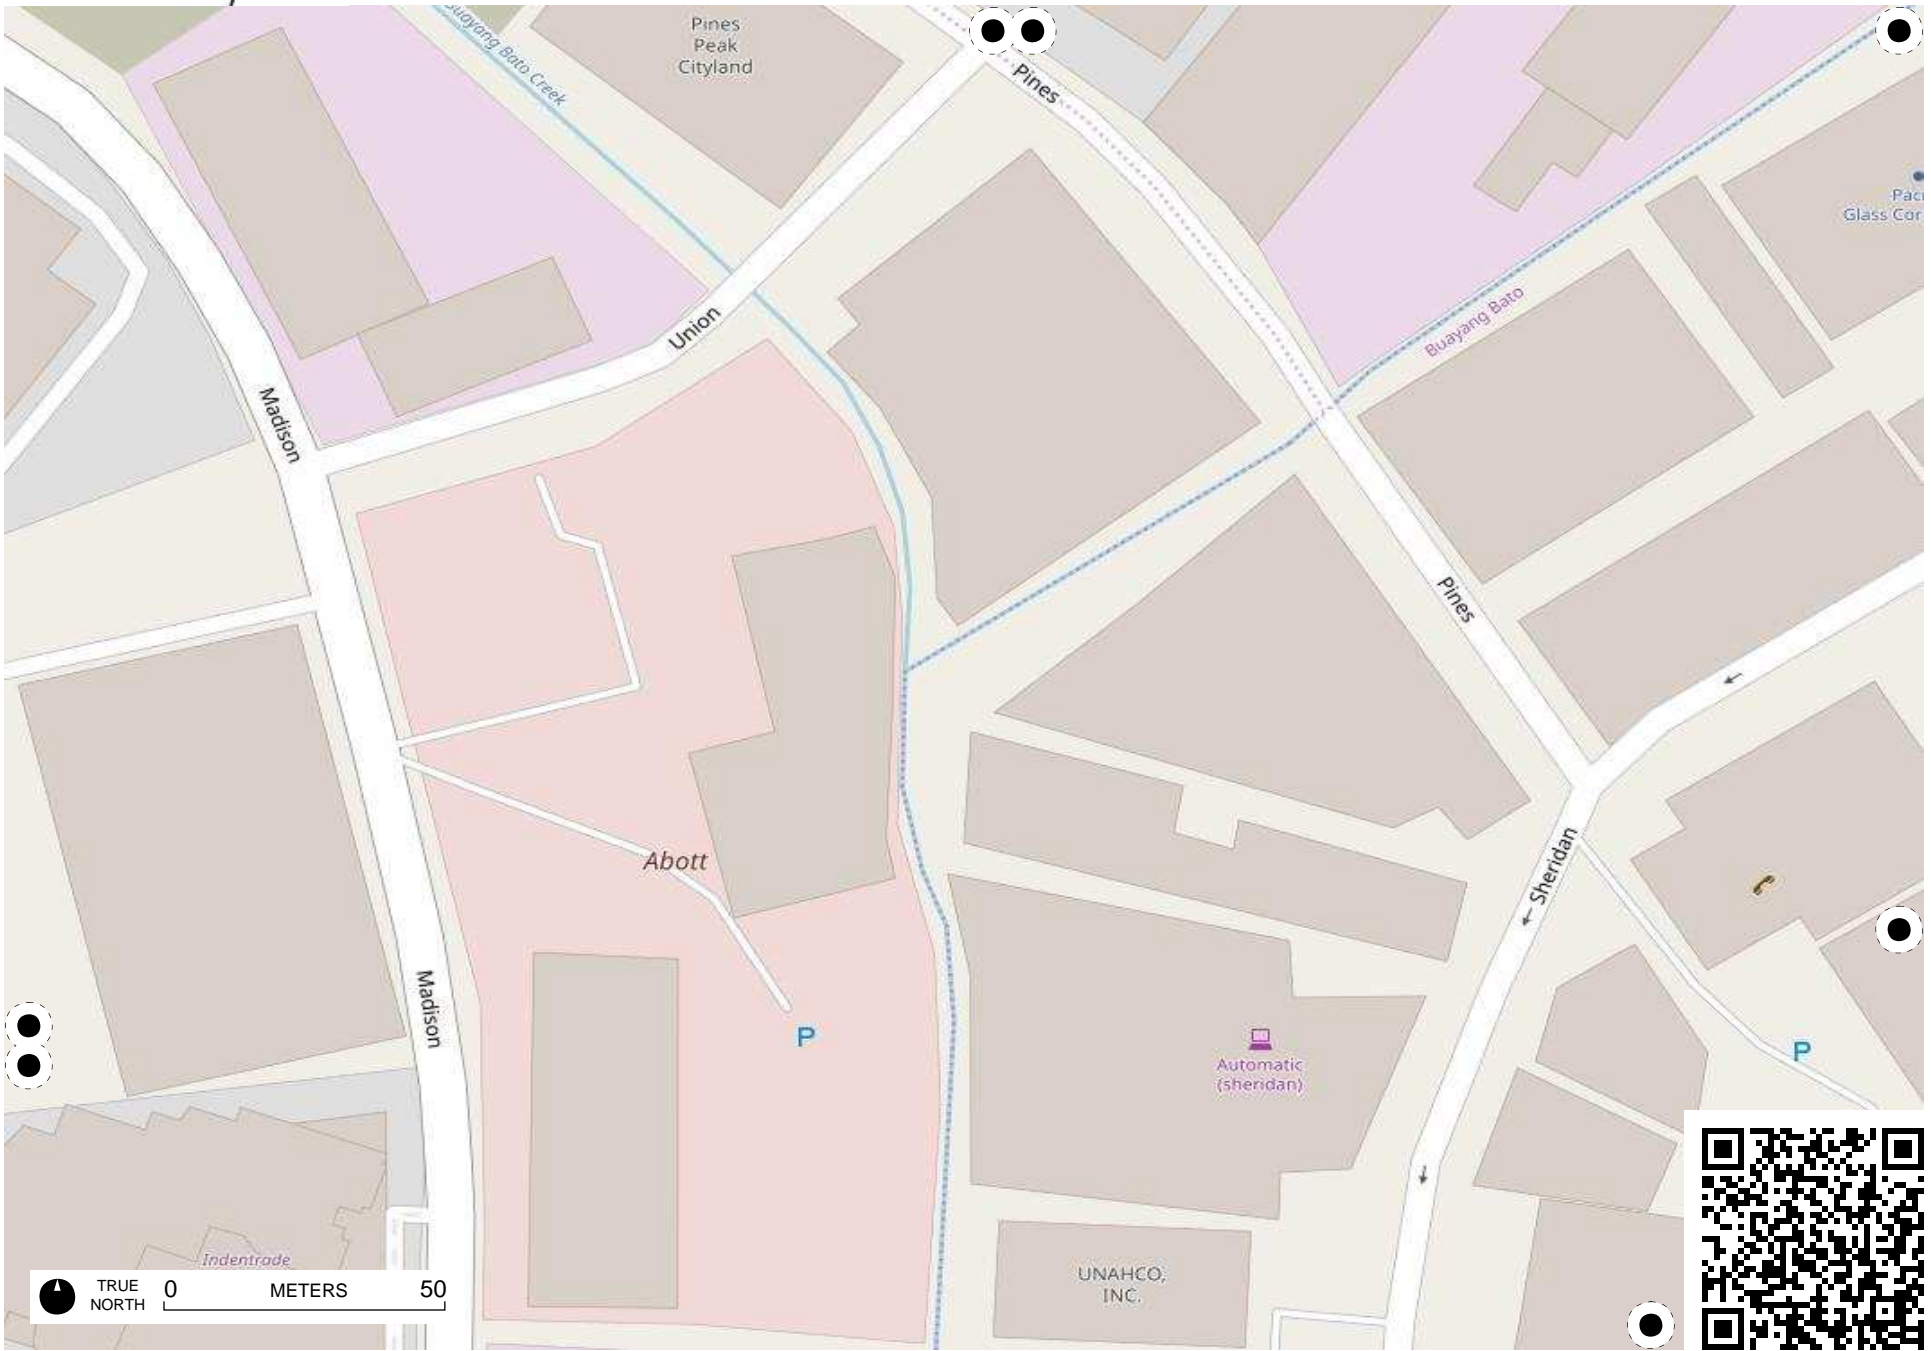 Pines
Peak
Cityland
Buayang Bato Creek
Pines
Pac
Glass Cor
Union
Buayang Bato
Madison
Pines
Abott
Sheridan
Madison
P
P
Automatic
(sheridan)
Indentrade
UNAHCO,
INC.
TRUE
NORTH
0
METERS
50